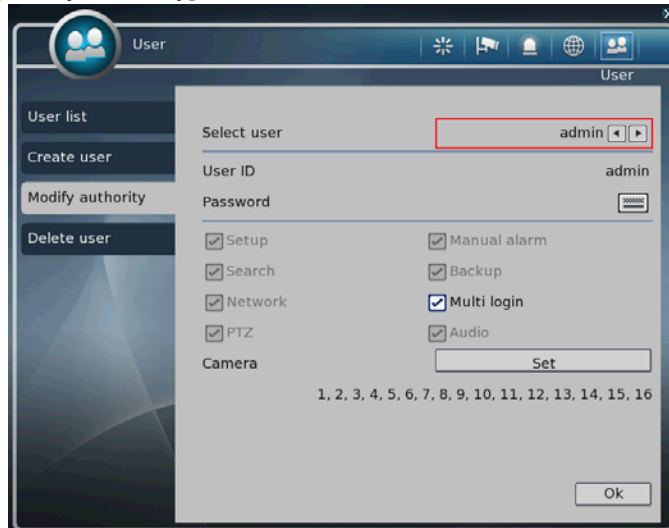 User
User
User list
Create user
Modify authority
Delete user
Select user admin
User ID admin
Password
Setup Manual alarm
Search Backup
Network Multi login
PTZ Audio
Camera Set
1, 2, 3, 4, 5, 6, 7, 8, 9, 10, 11, 12, 13, 14, 15, 16
Ok